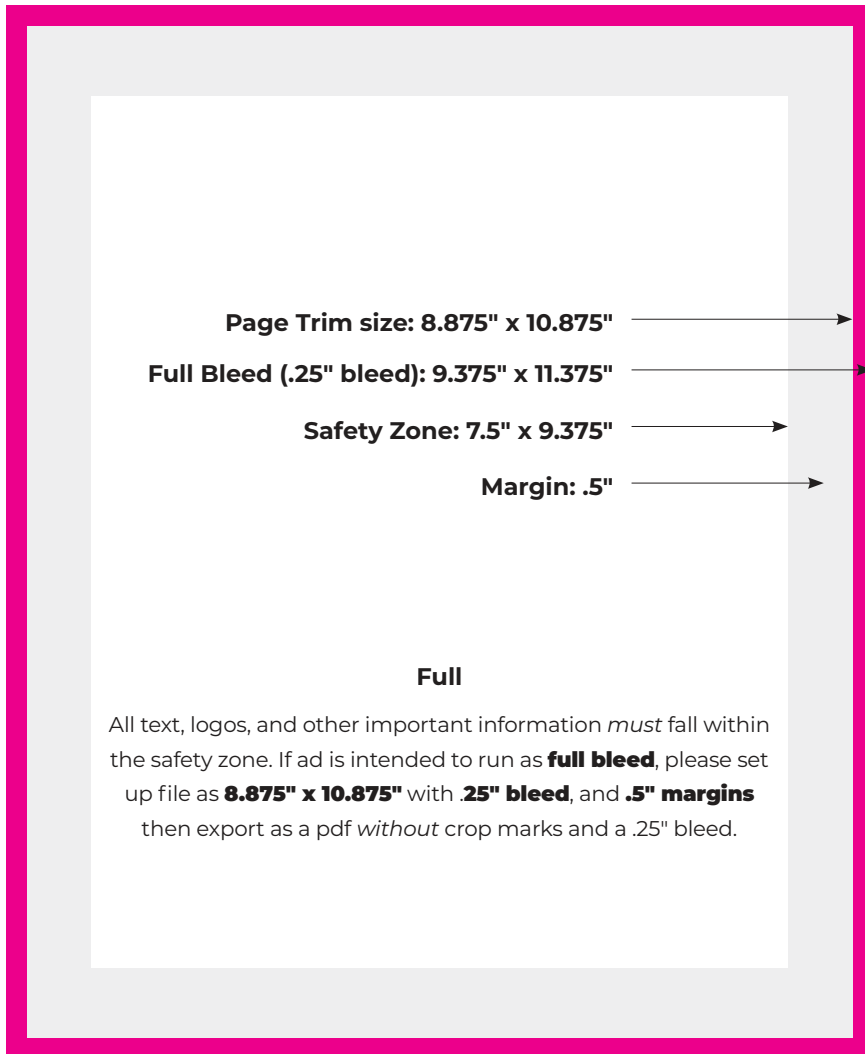 Page Trim size: 8.875" x 10.875"
Full Bleed (.25" bleed): 9.375" x 11.375"
Safety Zone: 7.5" x 9.375"
Margin: .5"
Full
All text, logos, and other important information must fall within
the safety zone. If ad is intended to run as full bleed, please set
up file as 8.875" x 10.875" with .25" bleed, and .5" margins
then export as a pdf without crop marks and a .25" bleed.